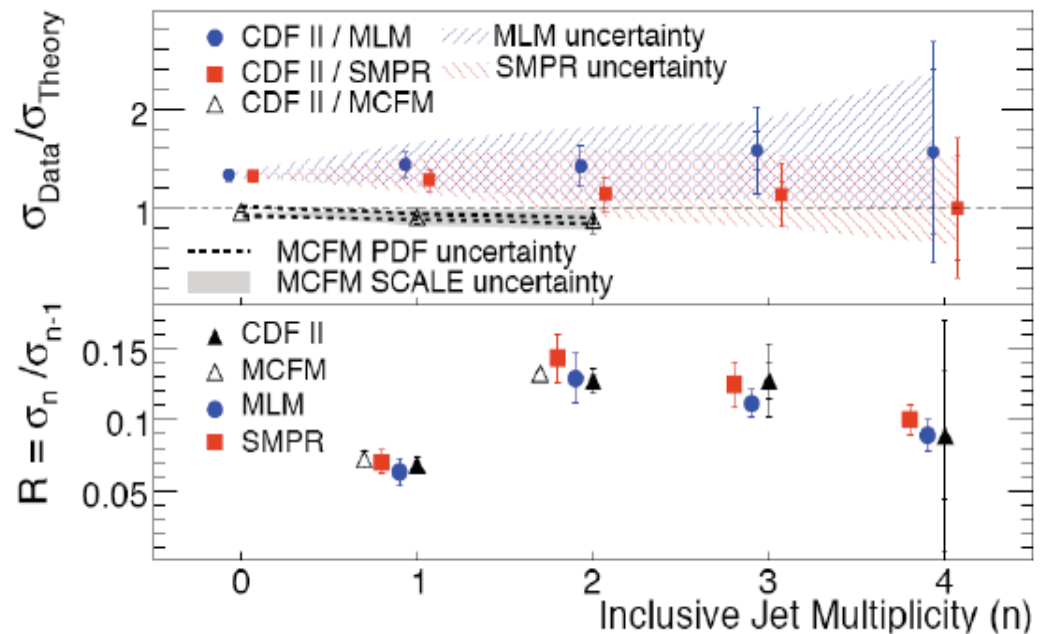 σData/σTheory
CDF II / MLM
CDF II / SMPR
CDF II / MCFM
MLM uncertainty
SMPR uncertainty
2
1
MCFM PDF uncertainty
MCFM SCALE uncertainty
R = σn /σn-1
CDF II
MCFM
MLM
SMPR
0.15
0.1
0.05
0 1 2 3 4
Inclusive Jet Multiplicity (n)